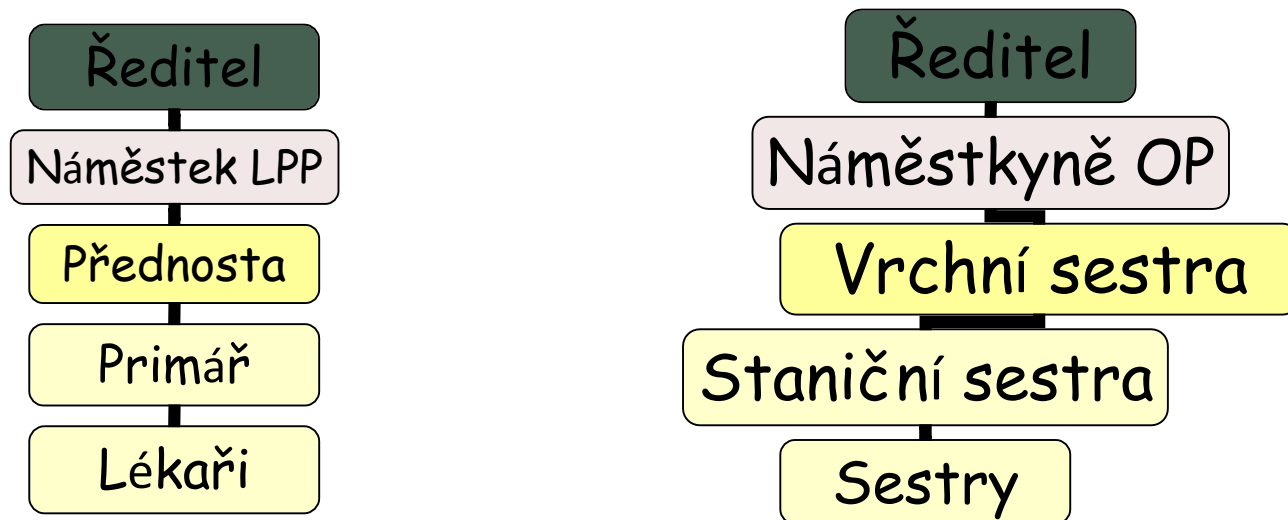 Ředitel
Náměstek LPP
Přednosta
Primář
Lékaři
Ředitel
Náměstkyně OP
Vrchní sestra
Staniční sestra
Sestry